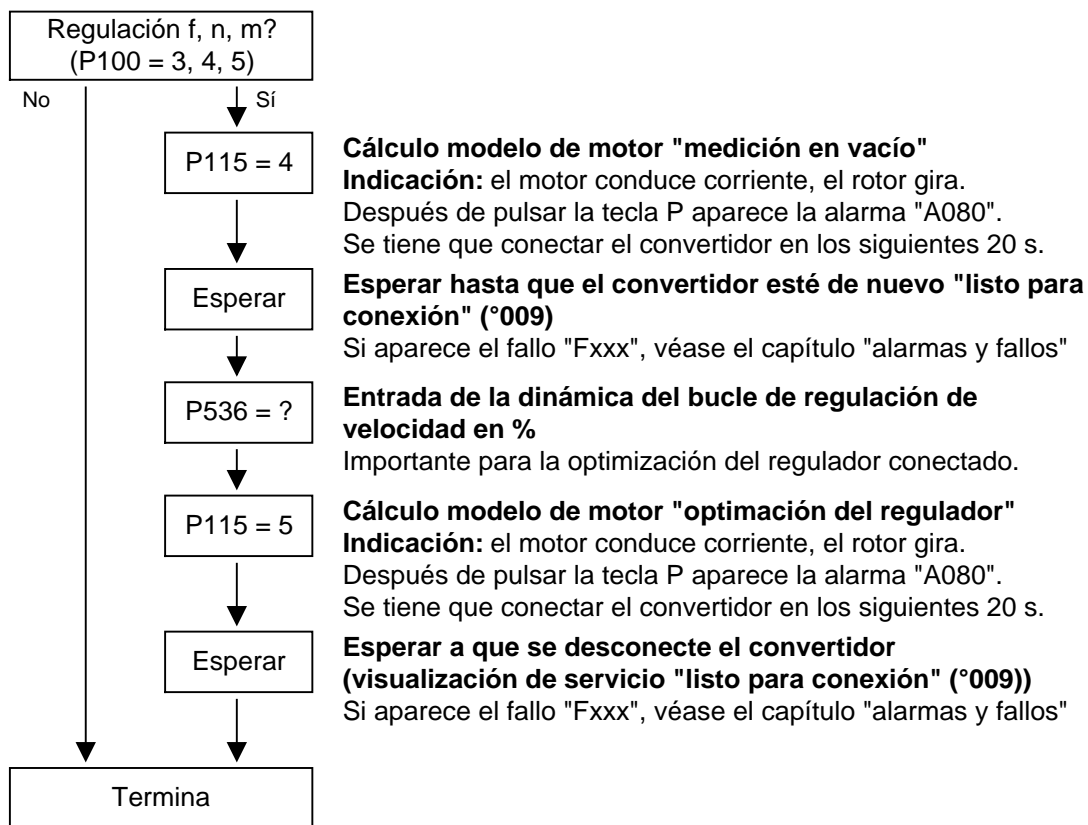 Regulación f, n, m?
(P100 = 3, 4, 5)
No
Sí
P115 = 4
Cálculo modelo de motor "medición en vacío"
Indicación: el motor conduce corriente, el rotor gira.
Después de pulsar la tecla P aparece la alarma "A080".
Se tiene que conectar el convertidor en los siguientes 20 s.
Esperar
Esperar hasta que el convertidor esté de nuevo "listo para
conexión" (°009)
Si aparece el fallo "Fxxx", véase el capítulo "alarmas y fallos"
P536 = ?
Entrada de la dinámica del bucle de regulación de
velocidad en %
Importante para la optimización del regulador conectado.
P115 = 5
Cálculo modelo de motor "optimación del regulador"
Indicación: el motor conduce corriente, el rotor gira.
Después de pulsar la tecla P aparece la alarma "A080".
Se tiene que conectar el convertidor en los siguientes 20 s.
Esperar
Esperar a que se desconecte el convertidor
(visualización de servicio "listo para conexión" (°009))
Si aparece el fallo "Fxxx", véase el capítulo "alarmas y fallos"
Termina